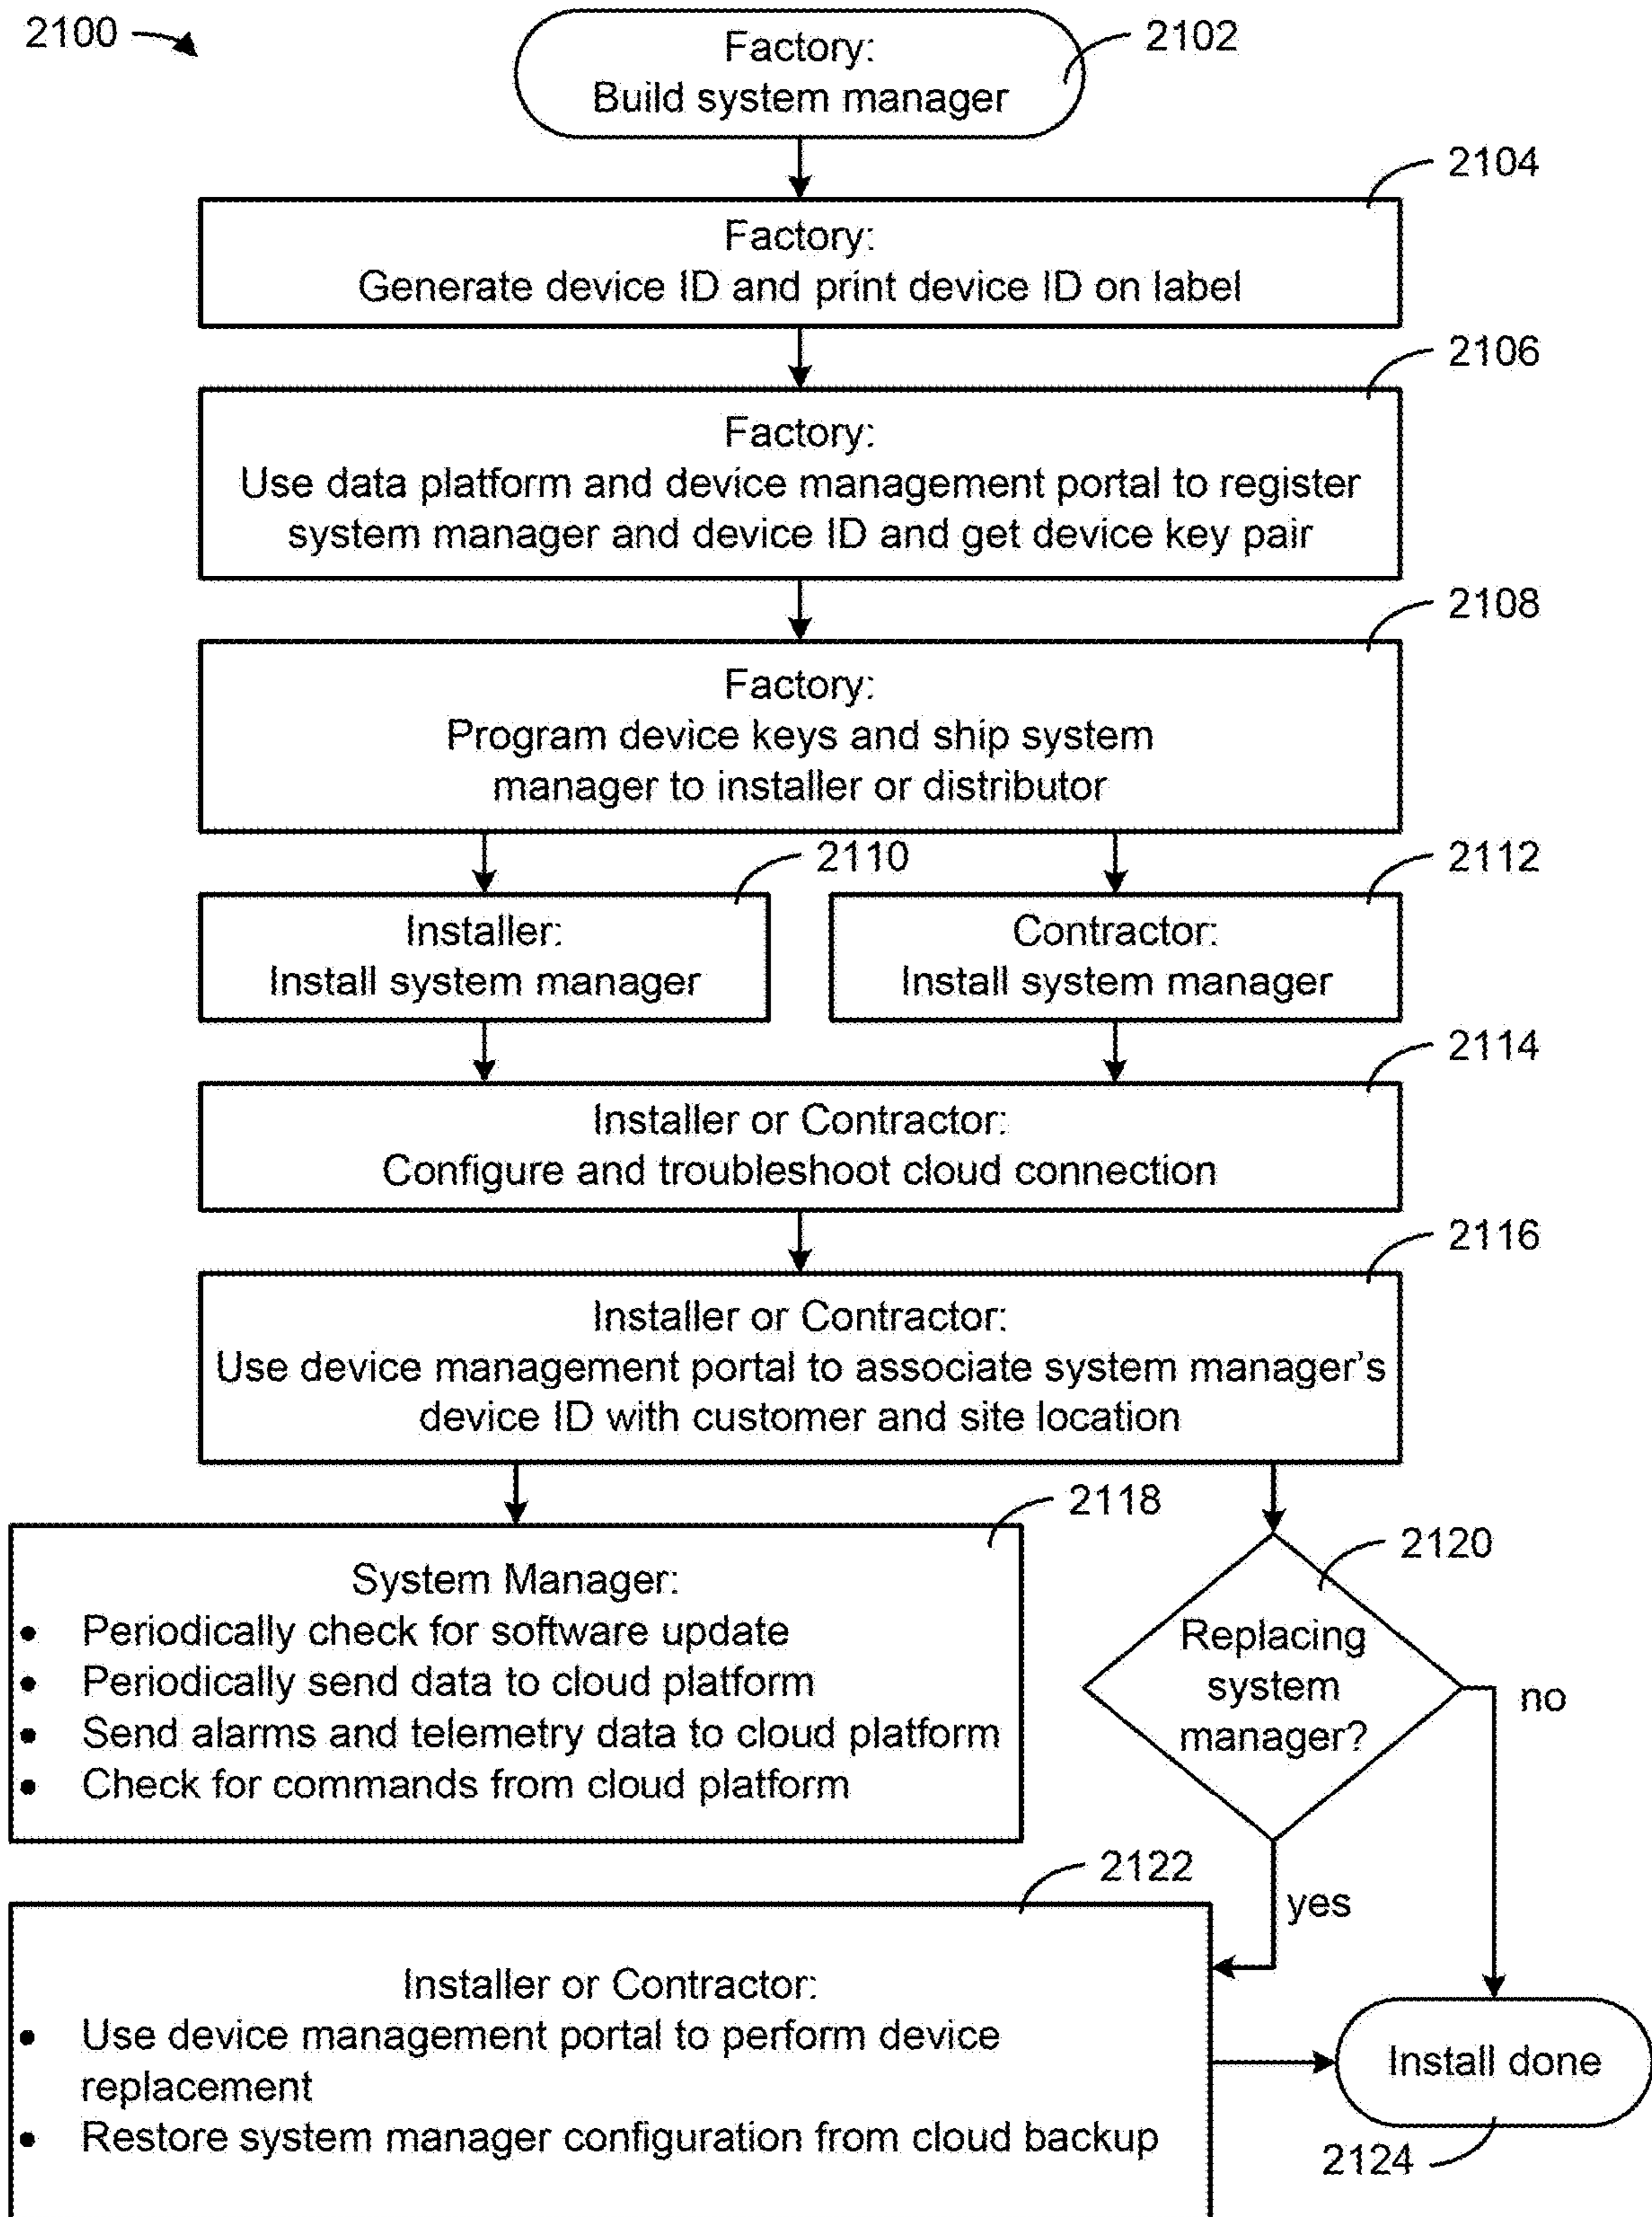 2100
Factory:
Build system manager
2102
2104
Factory:
Generate device ID and print device ID on label
2106
Factory:
Use data platform and device management portal to register
system manager and device ID and get device key pair
2108
Factory:
Program device keys and ship system
manager to installer or distributor
2110
Installer:
Install system manager
2112
Contractor:
Install system manager
2114
Installer or Contractor:
Configure and troubleshoot cloud connection
2116
Installer or Contractor:
Use device management portal to associate system manager's
device ID with customer and site location
2118
System Manager:
• Periodically check for software update
• Periodically send data to cloud platform
• Send alarms and telemetry data to cloud platform
• Check for commands from cloud platform
2120
Replacing
system
manager?
no
yes
2122
Installer or Contractor:
• Use device management portal to perform device
replacement
• Restore system manager configuration from cloud backup
Install done
2124